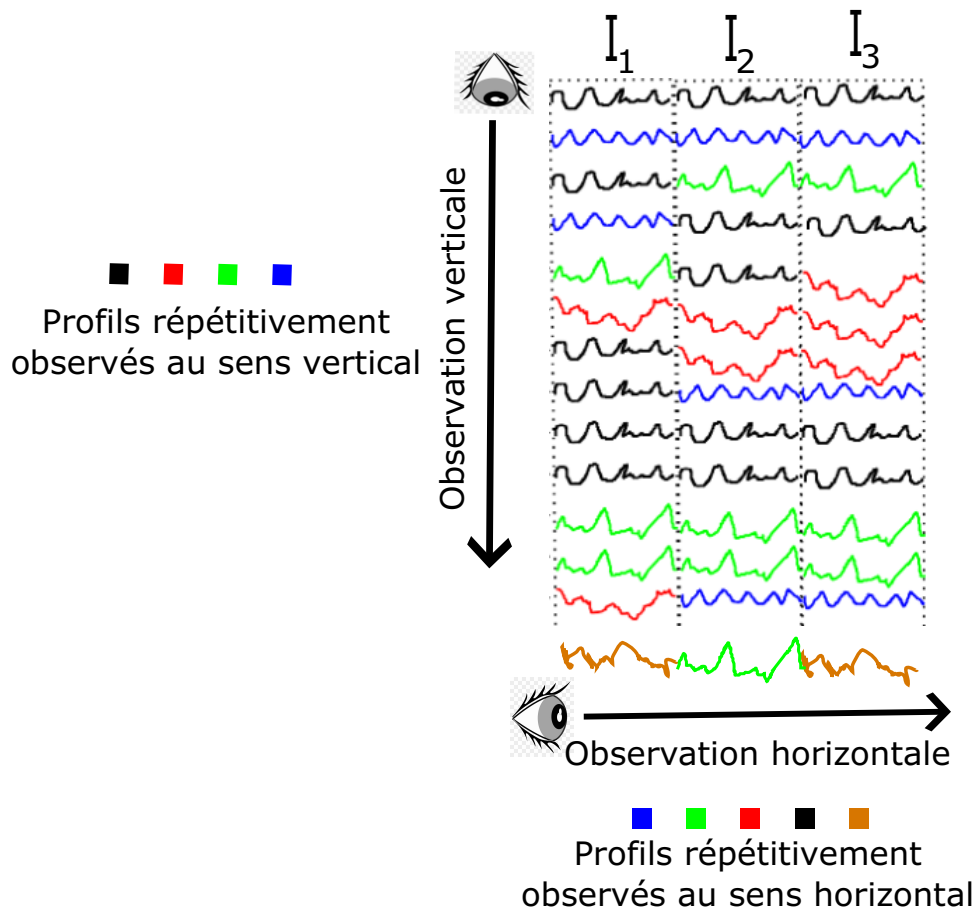 I1 I2 I3
Observation verticale
Profils répétitivement
observés au sens vertical
Observation horizontale
Profils répétitivement
observés au sens horizontal